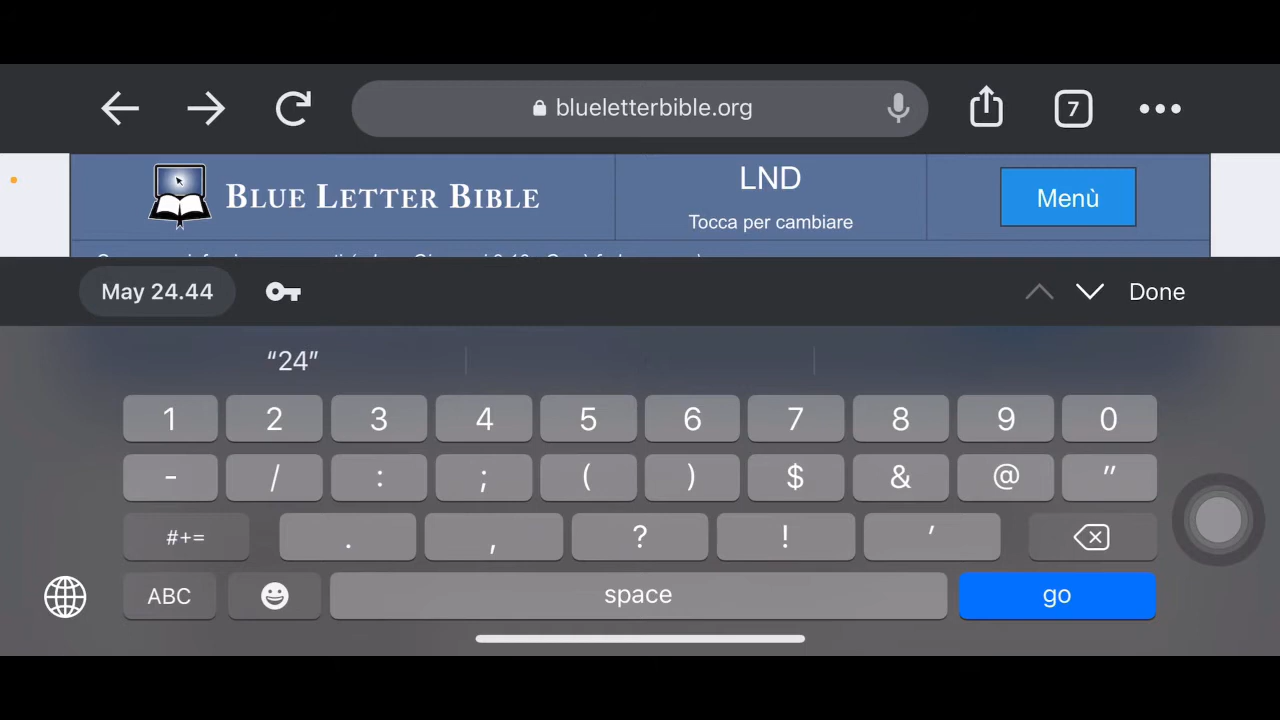 blueletterbible.org
7
BLUE LETTER BIBLE
LND
Tocca per cambiare
Menù
May 24.44
Done
“24”
1 2 3 4 5 6 7 8 9 0
- / : ; ( ) $ & @ "
#+= . , ? ! '
ABC space go